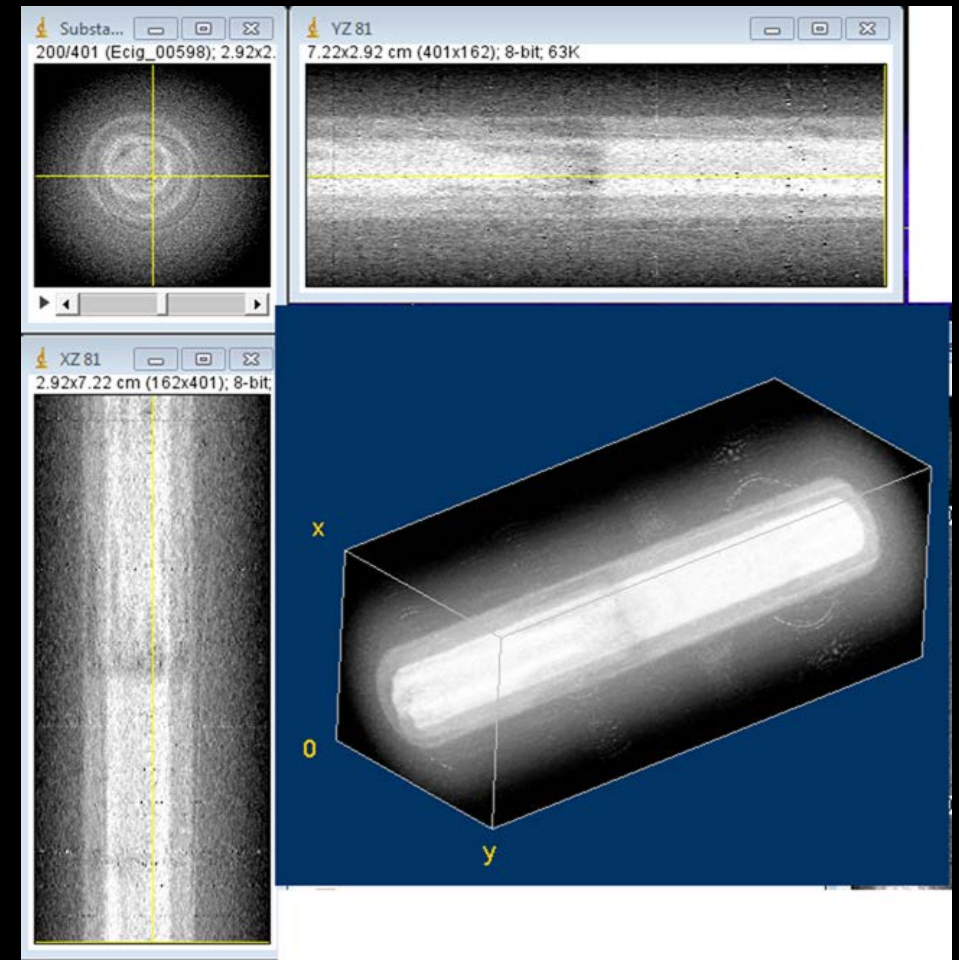 Substa...
200/401 (Ecig_00598); 2.92x2.
YZ 81
7.22x2.92 cm (401x162); 8-bit; 63K
XZ 81
2.92x7.22 cm (162x401); 8-bit;
x
0
y